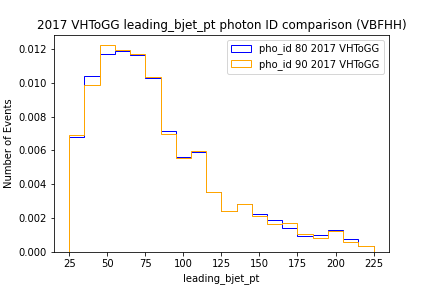 2017 VHToGG leading_bjet_pt photon ID comparison (VBFHH)
pho_id 80 2017 VHToGG
pho_id 90 2017 VHToGG
Number of Events
0.012
0.010
0.008
0.006
0.004
0.002
0.000
25 50 75 100 125 150 175 200 225
leading_bjet_pt